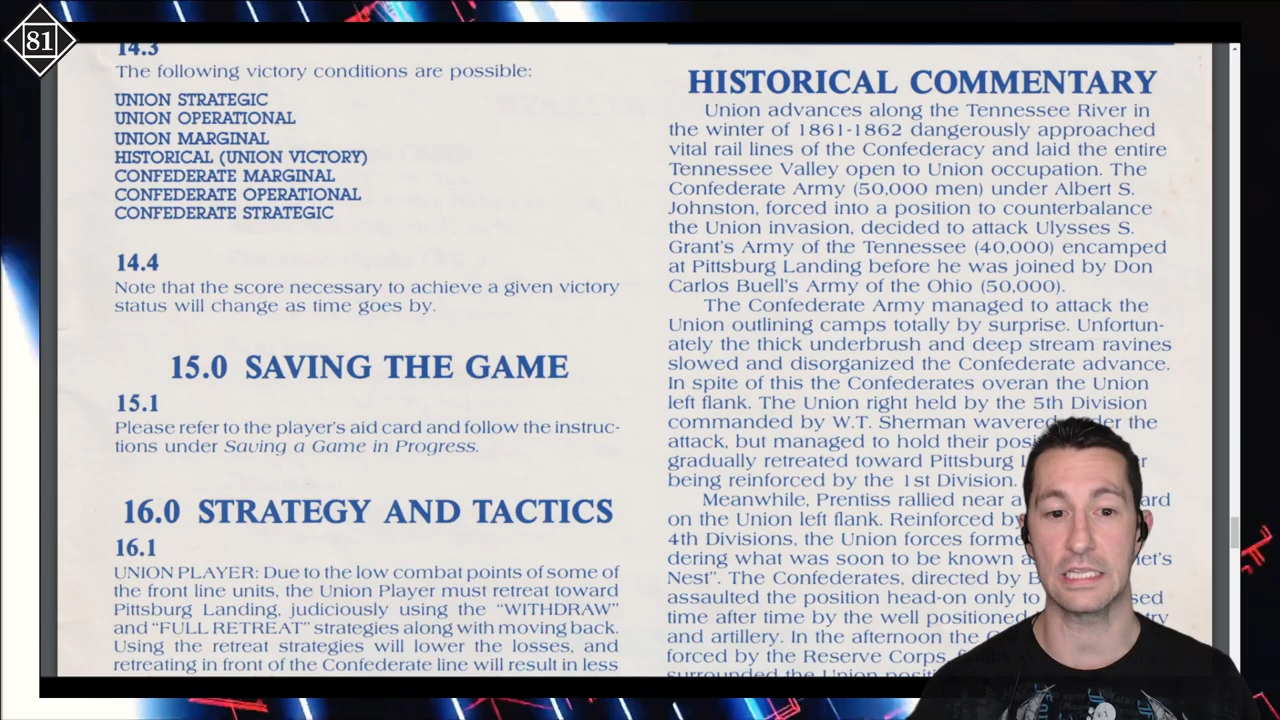 81
14.3
The following victory conditions are possible:
UNION STRATEGIC
UNION OPERATIONAL
UNION MARGINAL
HISTORICAL (UNION VICTORY)
CONFEDERATE MARGINAL
CONFEDERATE OPERATIONAL
CONFEDERATE STRATEGIC
14.4
Note that the score necessary to achieve a given victory
status will change as time goes by.
15.0 SAVING THE GAME
15.1
Please refer to the player's aid card and follow the instruc-
tions under Saving a Game in Progress.
16.0 STRATEGY AND TACTICS
16.1
UNION PLAYER: Due to the low combat points of some of
the front line units, the Union Player must retreat toward
Pittsburg Landing, judiciously using the "WITHDRAW"
and "FULL RETREAT" strategies along with moving back.
Using the retreat strategies will lower the losses, and
retreating in front of the Confederate line will result in less
HISTORICAL COMMENTARY
Union advances along the Tennessee River in
the winter of 1861-1862 dangerously approached
vital rail lines of the Confederacy and laid the entire
Tennessee Valley open to Union occupation. The
Confederate Army (50,000 men) under Albert S.
Johnston, forced into a position to counterbalance
the Union invasion, decided to attack Ulysses S.
Grant's Army of the Tennessee (40,000) encamped
at Pittsburg Landing before he was joined by Don
Carlos Buell's Army of the Ohio (50,000).
The Confederate Army managed to attack the
Union outlining camps totally by surprise. Unfortun-
ately the thick underbrush and deep stream ravines
slowed and disorganized the Confederate advance.
In spite of this the Confederates overan the Union
left flank. The Union right held by the 5th Division
commanded by W.T. Sherman wavered the
attack, but managed to hold their
gradually retreated toward Pittsburg
being reinforced by the 1st Division.
Meanwhile, Prentiss rallied near a
on the Union left flank. Reinforced by
4th Divisions, the Union forces
dering what was soon to be known
Nest". The Confederates, directed by
assaulted the position head-on only to
time after time by the well positioned
and artillery. In the afternoon the
forced by the Reserve Corps,
surrounded the Union